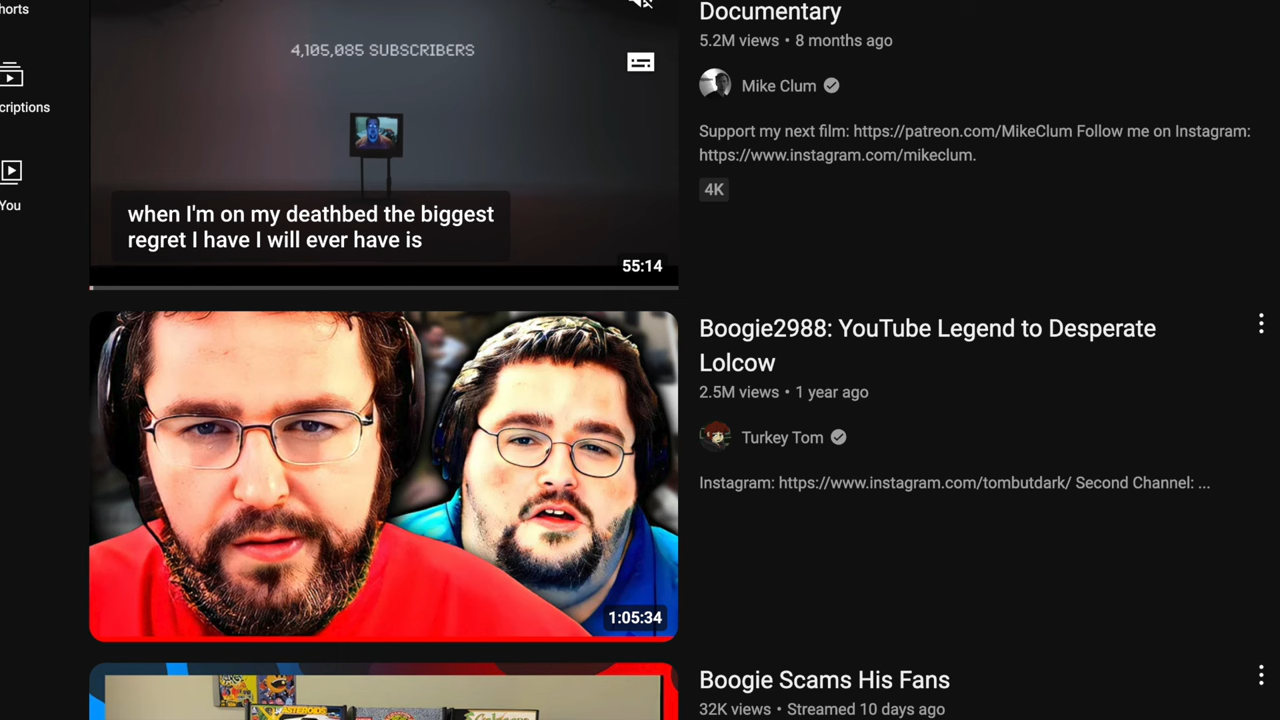 horts
criptions
You
4,105,085 SUBSCRIBERS
when I'm on my deathbed the biggest
regret I have I will ever have is
55:14
Documentary
5.2M views • 8 months ago
Mike Clum
Support my next film: https://patreon.com/MikeClum Follow me on Instagram:
https://www.instagram.com/mikeclum.
4K
1:05:34
Boogie2988: YouTube Legend to Desperate
Lolcow
2.5M views • 1 year ago
Turkey Tom
Instagram: https://www.instagram.com/tombutdark/ Second Channel: ...
ASTEROIDS
Boogie Scams His Fans
32K views • Streamed 10 days ago